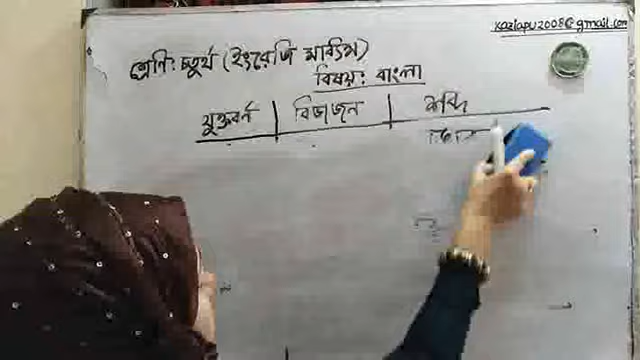 kazlapu2008@gmail.com
শ্রেণি: চতুর্থ (ইংরেজি মাধ্যম)
বিষয়: বাংলা
যুক্তবর্ন | বিভাজন | শব্দ